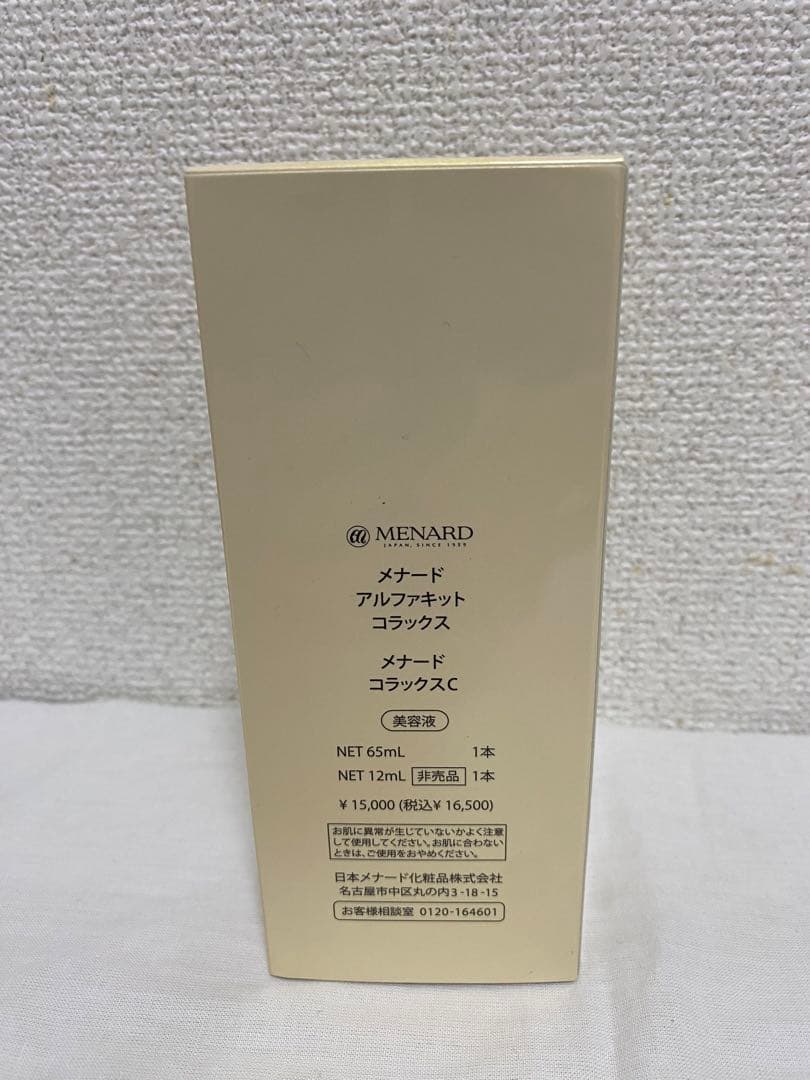 MENARD
JAPAN, SINCE 1959
メナード
アルファキット
コラックス
メナード
コラックスC
美容液
NET 65mL 1本
NET 12mL 非売品 1本
¥ 15,000 (税込¥ 16,500)
お肌に異常が生じていないかよく注意
して使用してください。お肌に合わない
ときは、ご使用をおやめください。
日本メナード化粧品株式会社
名古屋市中区丸の内3-18-15
お客様相談室 0120-164601